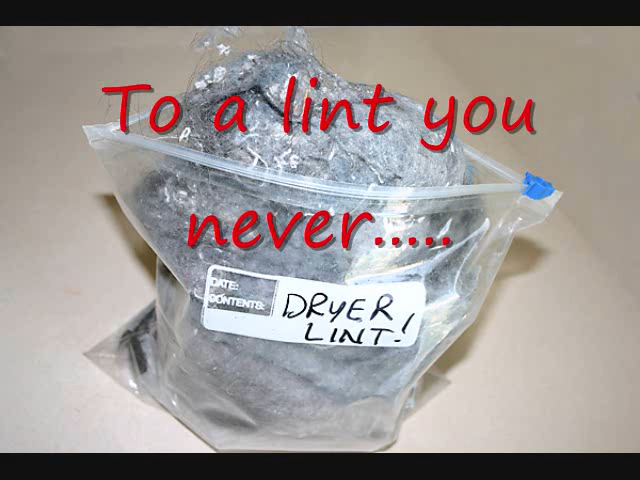 To a lint you
never.....
DATE:
CONTENTS:
DRYER
LINT!